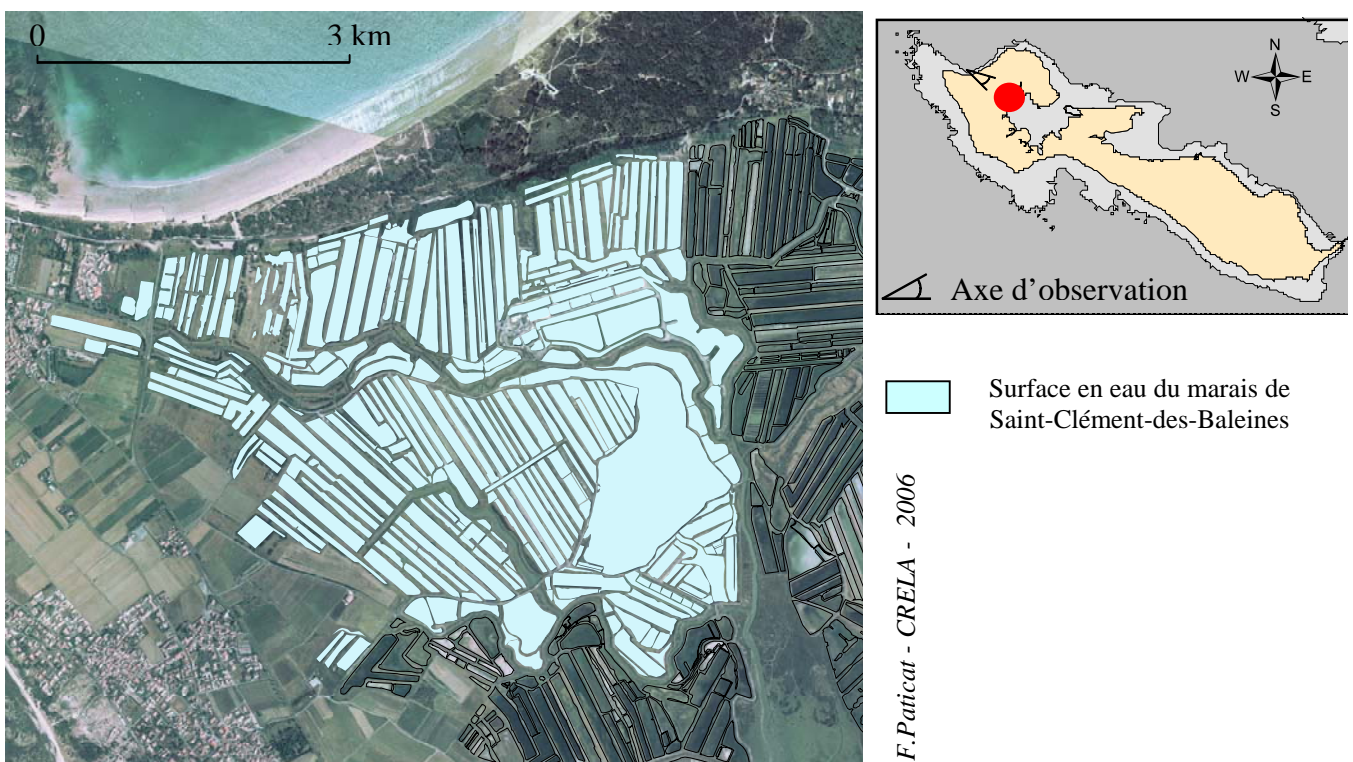 0 3 km
N
W E
S
Axe d'observation
Surface en eau du marais de
Saint-Clément-des-Baleines
F.Paticat - CRELA - 2006